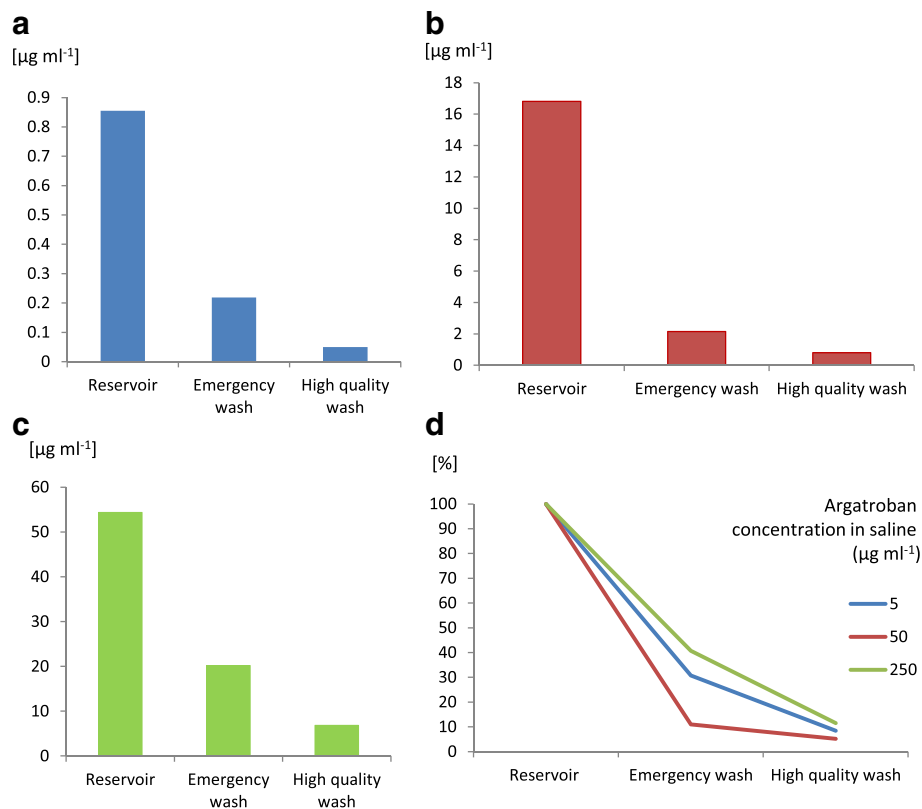 a
[µg ml-1]
0.9
0.8
0.7
0.6
0.5
0.4
0.3
0.2
0.1
0
Reservoir
Emergency wash
High quality wash
b
[µg ml-1]
18
16
14
12
10
8
6
4
2
0
Reservoir
Emergency wash
High quality wash
c
[µg ml-1]
60
50
40
30
20
10
0
Reservoir
Emergency wash
High quality wash
d
[%]
100
90
80
70
60
50
40
30
20
10
0
Reservoir
Emergency wash
High quality wash
Argatroban
concentration in saline
(µg ml-1)
5
50
250